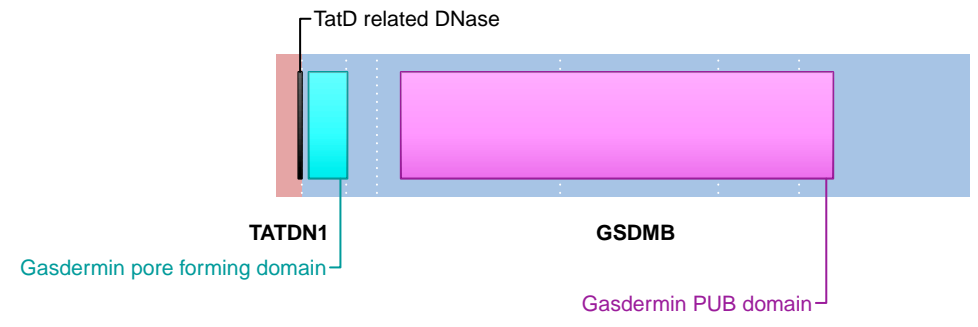 TatD related DNase
TATDN1
GSDMB
Gasdermin pore forming domain
Gasdermin PUB domain